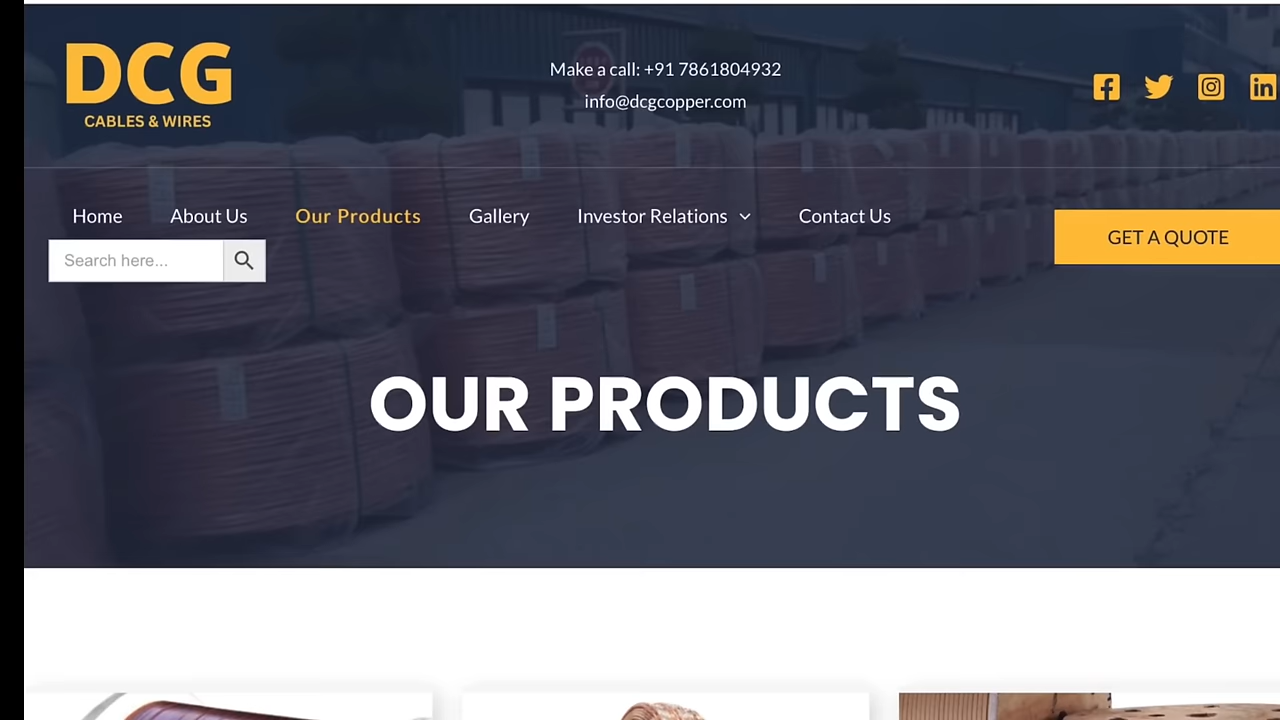 DCG
CABLES & WIRES
Make a call: +91 7861804932
info@dcgcopper.com
Home
About Us
Our Products
Gallery
Investor Relations
Contact Us
Search here...
GET A QUOTE
OUR PRODUCTS